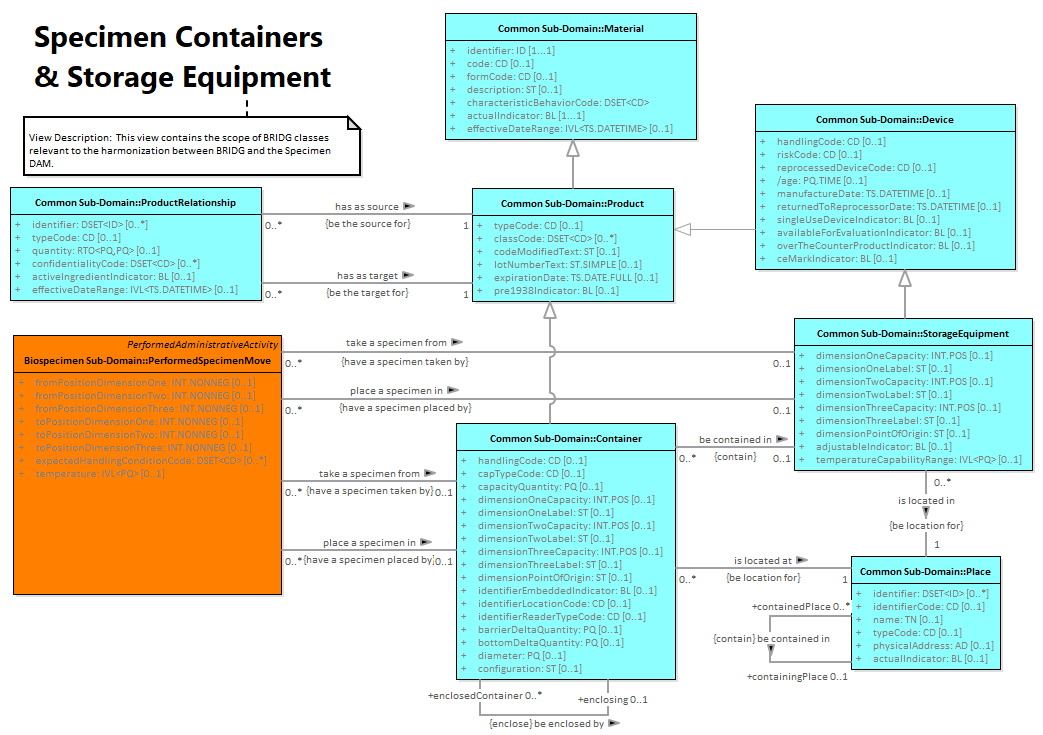 Specimen Containers
& Storage Equipment
View Description:  This view contains the scope of BRIDG classes
relevant to the harmonization between BRIDG and the Specimen
DAM.
Common Sub-Domain::Material
+ identifier: ID [1...1]
+ code: CD [0..1]
+ formCode: CD [0..1]
+ description: ST [0..1]
+ characteristicBehaviorCode: DSET<CD>
+ actualIndicator: BL [1...1]
+ effectiveDateRange: IVL<TS.DATETIME> [0..1]
Common Sub-Domain::Device
+ handlingCode: CD [0..1]
+ riskCode: CD [0..1]
+ reprocessedDeviceCode: CD [0..1]
+ /age: PQ.TIME [0..1]
+ manufactureDate: TS.DATETIME [0..1]
+ returnedToReprocessorDate: TS.DATETIME [0..1]
+ singleUseDeviceIndicator: BL [0..1]
+ availableForEvaluationIndicator: BL [0..1]
+ overTheCounterProductIndicator: BL [0..1]
+ ceMarkIndicator: BL [0..1]
Common Sub-Domain::ProductRelationship
+ identifier: DSET<ID> [0..*]
+ typeCode: CD [0..1]
+ quantity: RTO<PQ,PQ> [0..1]
+ confidentialityCode: DSET<CD> [0..*]
+ activeIngredientIndicator: BL [0..1]
+ effectiveDateRange: IVL<TS.DATETIME> [0..1]
has as source
0..* {be the source for} 1
has as target
0..* {be the target for} 1
Common Sub-Domain::Product
+ typeCode: CD [0..1]
+ classCode: DSET<CD> [0..*]
+ codeModifiedText: ST [0..1]
+ lotNumberText: ST.SIMPLE [0..1]
+ expirationDate: TS.DATE.FULL [0..1]
+ pre1938Indicator: BL [0..1]
PerformedAdministrativeActivity
Biospecimen Sub-Domain::PerformedSpecimenMove
+ fromPositionDimensionOne: INT.NONNEG [0..1]
+ fromPositionDimensionTwo: INT.NONNEG [0..1]
+ fromPositionDimensionThree: INT.NONNEG [0..1]
+ toPositionDimensionOne: INT.NONNEG [0..1]
+ toPositionDimensionTwo: INT.NONNEG [0..1]
+ toPositionDimensionThree: INT.NONNEG [0..1]
+ expectedHandlingConditionCode: DSET<CD> [0..*]
+ temperature: IVL<PQ> [0..1]
take a specimen from
0..* {have a specimen taken by} 0..1
place a specimen in
0..* {have a specimen placed by} 0..1
take a specimen from
0..* {have a specimen taken by} 0..1
place a specimen in
0..* {have a specimen placed by} 0..1
Common Sub-Domain::StorageEquipment
+ dimensionOneCapacity: INT.POS [0..1]
+ dimensionOneLabel: ST [0..1]
+ dimensionTwoCapacity: INT.POS [0..1]
+ dimensionTwoLabel: ST [0..1]
+ dimensionThreeCapacity: INT.POS [0..1]
+ dimensionThreeLabel: ST [0..1]
+ dimensionPointOfOrigin: ST [0..1]
+ adjustableIndicator: BL [0..1]
+ temperatureCapabilityRange: IVL<PQ> [0..1]
Common Sub-Domain::Container
+ handlingCode: CD [0..1]
+ capTypeCode: CD [0..1]
+ capacityQuantity: PQ [0..1]
+ dimensionOneCapacity: INT.POS [0..1]
+ dimensionOneLabel: ST [0..1]
+ dimensionTwoCapacity: INT.POS [0..1]
+ dimensionTwoLabel: ST [0..1]
+ dimensionThreeCapacity: INT.POS [0..1]
+ dimensionThreeLabel: ST [0..1]
+ dimensionPointOfOrigin: ST [0..1]
+ identifierEmbeddedIndicator: BL [0..1]
+ identifierLocationCode: CD [0..1]
+ identifierReaderTypeCode: CD [0..1]
+ barrierDeltaQuantity: PQ [0..1]
+ bottomDeltaQuantity: PQ [0..1]
+ diameter: PQ [0..1]
+ configuration: ST [0..1]
be contained in
0..* {contain} 0..1
0..*
is located in
{be location for}
1
is located at
0..* {be location for} 1
Common Sub-Domain::Place
+ identifier: DSET<ID> [0..*]
+ identifierCode: CD [0..1]
+ name: TN [0..1]
+ typeCode: CD [0..1]
+ physicalAddress: AD [0..1]
+ actualIndicator: BL [0..1]
+containedPlace 0..*
{contain} be contained in
+containingPlace 0..1
+enclosedContainer 0..* +enclosing 0..1
{enclose} be enclosed by